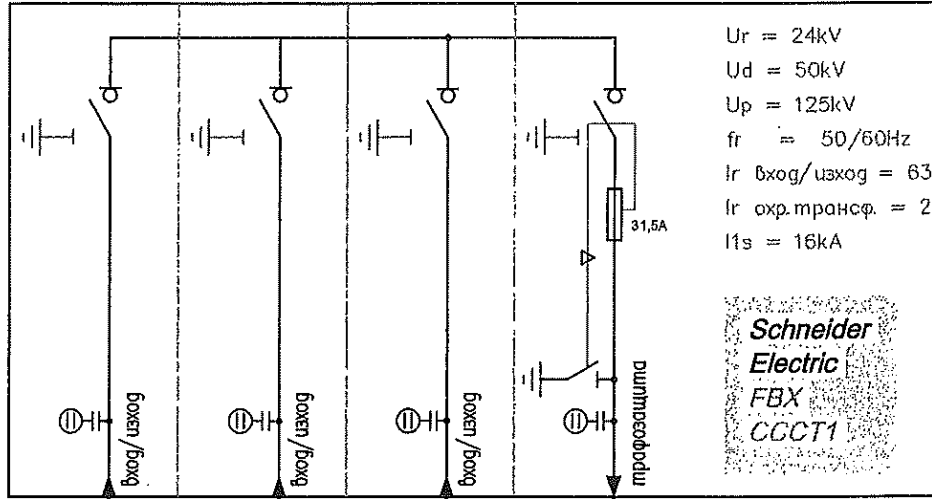 Ur = 24kV
Ud = 50kV
Up = 125kV
fr = 50/60Hz
Ir вход/изход = 63
Ir охр.трансф. = 2
I1s = 16kA
31,5A
вход/изход
вход/изход
вход/изход
трафозащита
Schneider
Electric
FBX
CCCT1